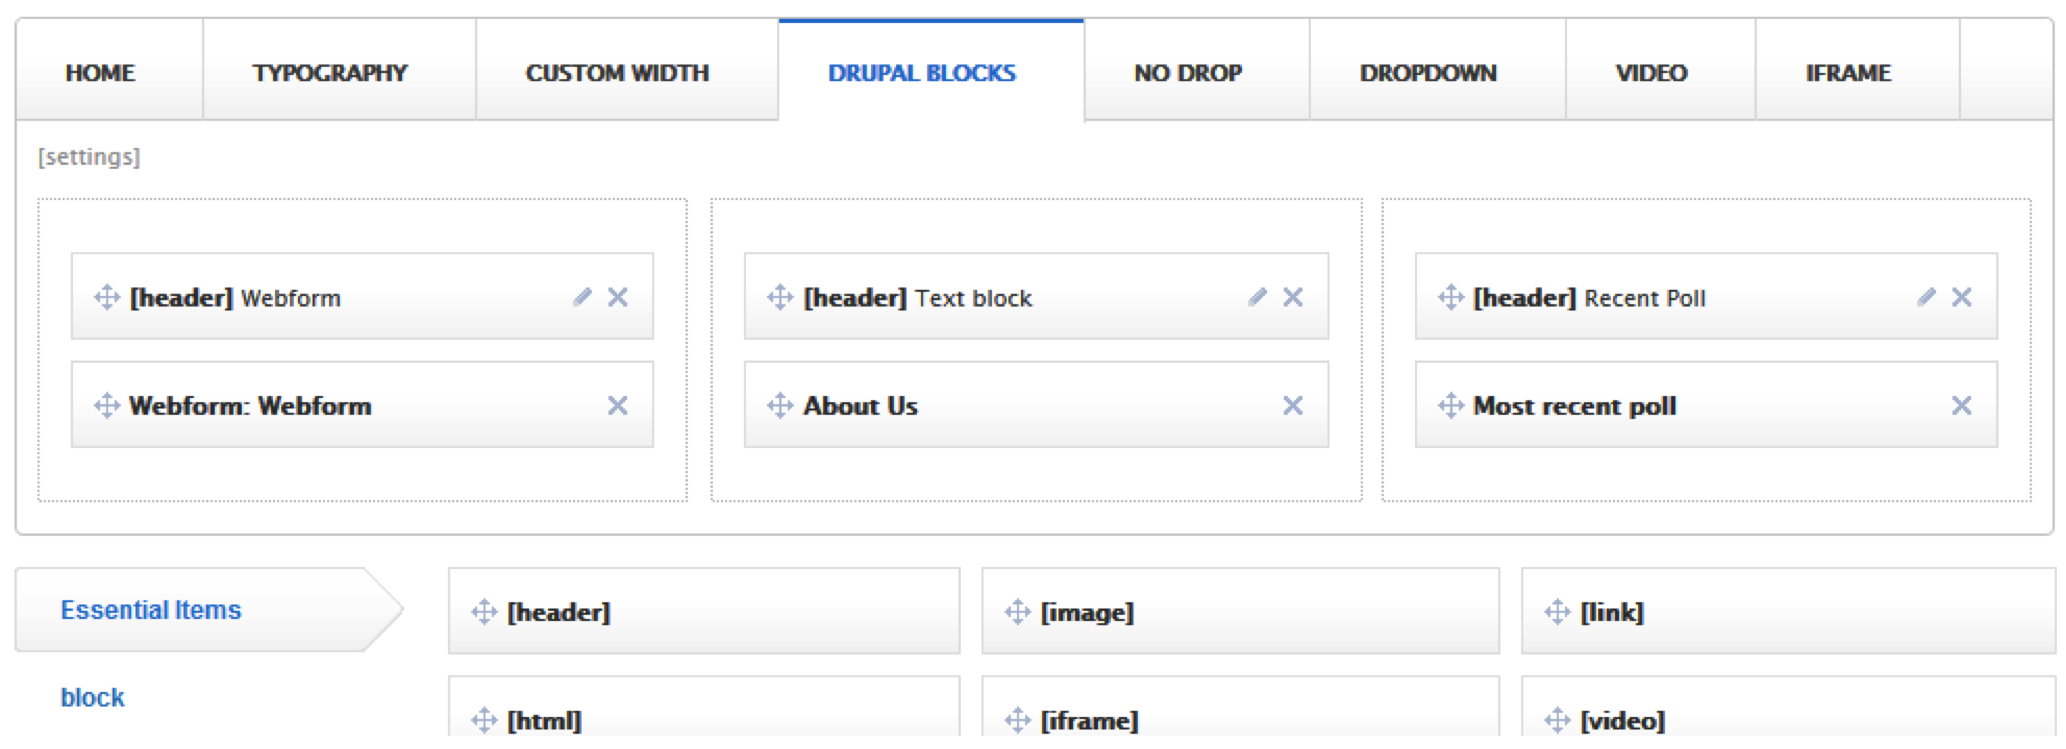 HOME TYPOGRAPHY CUSTOM WIDTH DRUPAL BLOCKS NO DROP DROPDOWN VIDEO IFRAME
[settings]
[header] Webform
Webform: Webform
[header] Text block
About Us
[header] Recent Poll
Most recent poll
Essential Items
block
[header] [image] [link]
[html] [iframe] [video]